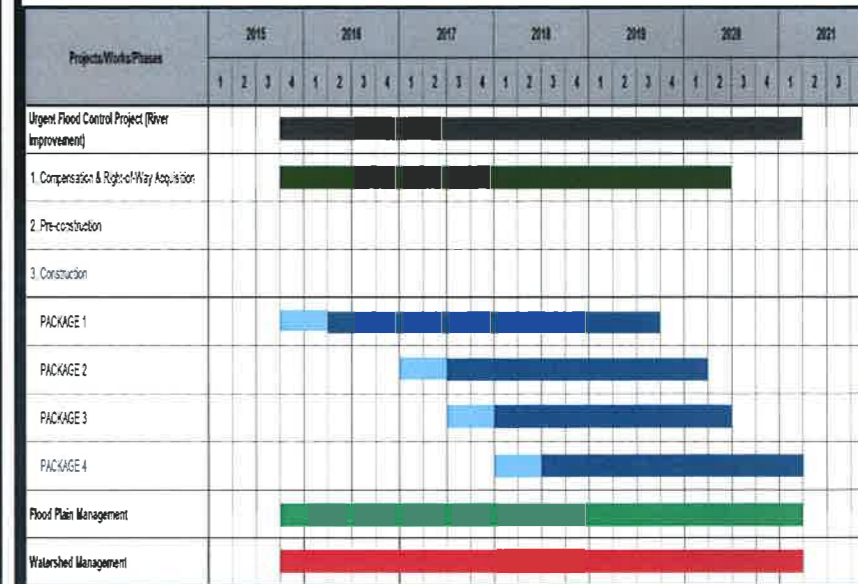 Projects/Works/Phases
2015 2016 2017 2018 2019 2020 2021
1 2 3 4 1 2 3 4 1 2 3 4 1 2 3 4 1 2 3 4 1 2 3 4 1 2 3
Urgent Flood Control Project (River
Improvement)
1. Compensation & Right-of-Way Acquisition
2. Pre-construction
3. Construction
PACKAGE 1
PACKAGE 2
PACKAGE 3
PACKAGE 4
Flood Plain Management
Watershed Management